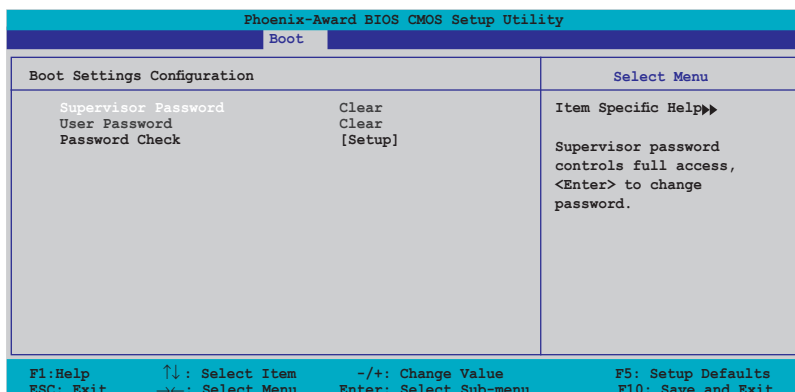 Phoenix-Award BIOS CMOS Setup Utility
Boot
Boot Settings Configuration
Select Menu
Supervisor Password Clear
User Password Clear
Password Check [Setup]
Item Specific Help▶▶
Supervisor password
controls full access,
<Enter> to change
password.
F1:Help ↑↓: Select Item -/+: Change Value F5: Setup Defaults
ESC: Exit →←: Select Menu Enter: Select Sub-menu F10: Save and Exit